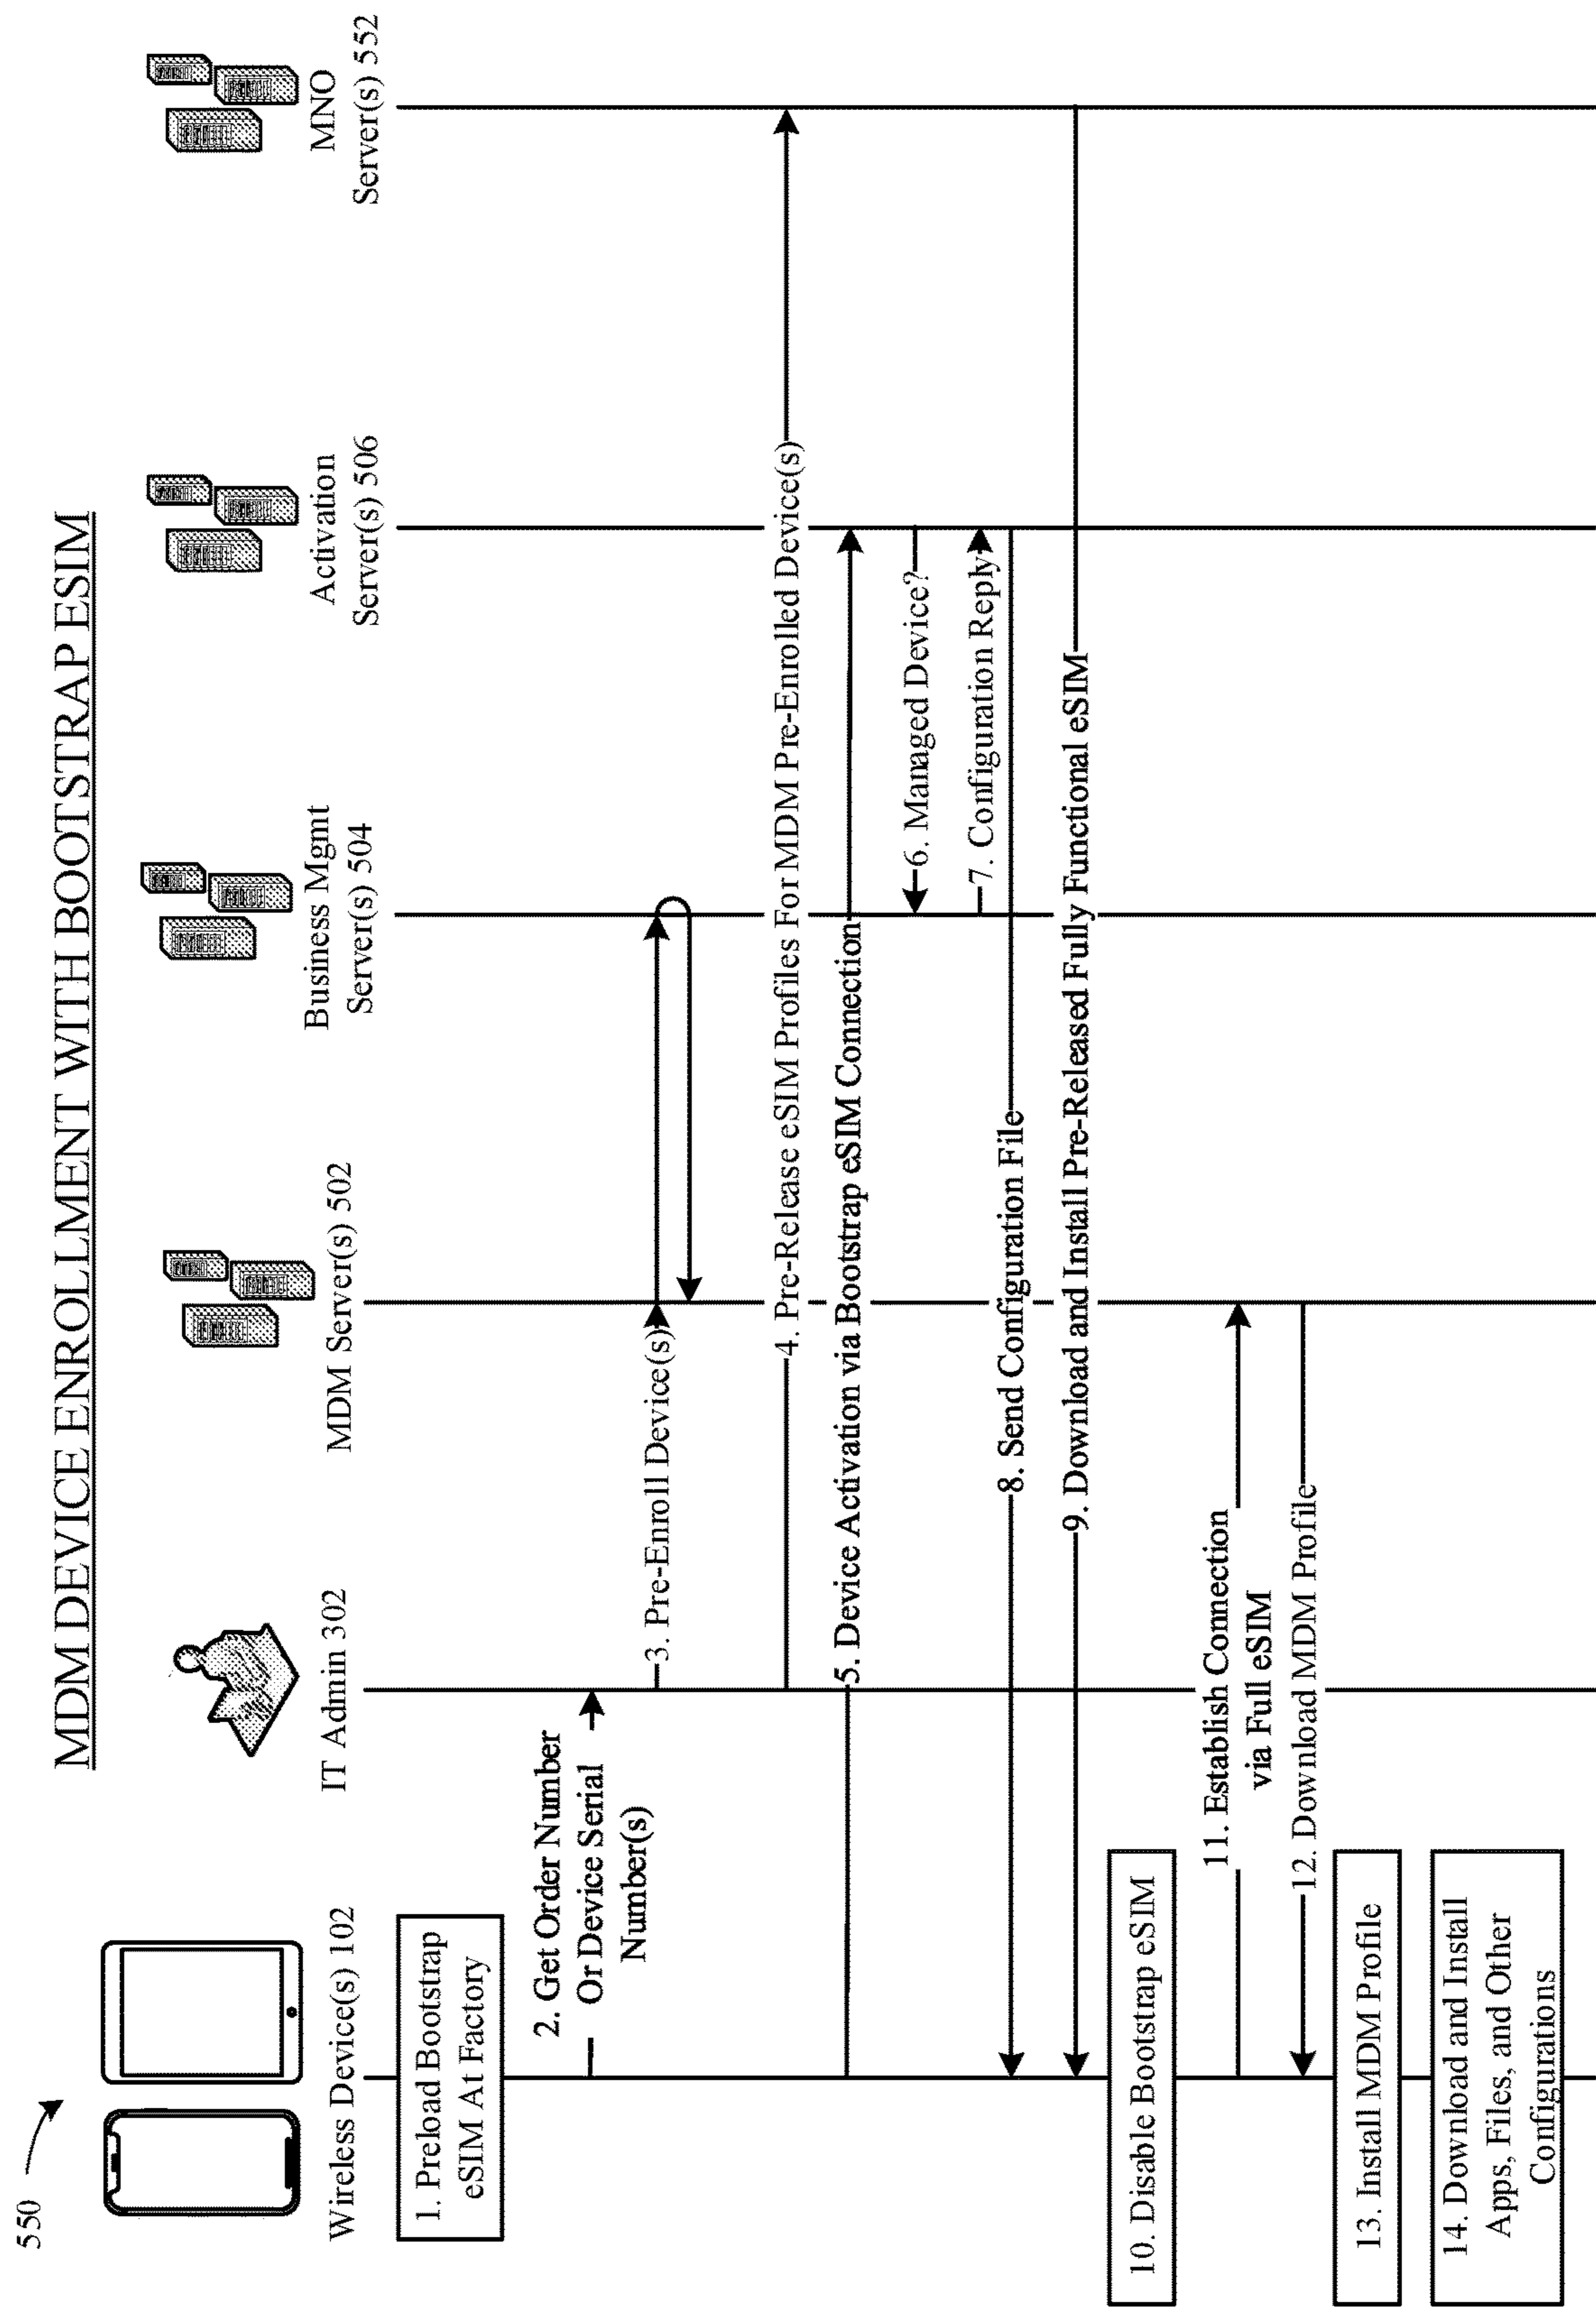 550
MDM DEVICE ENROLLMENT WITH BOOTSTRAP ESIM
Wireless Device(s) 102
IT Admin 302
MDM Server(s) 502
Business Mgmt
Server(s) 504
Activation
Server(s) 506
MNO
Server(s) 552
1. Preload Bootstrap
eSIM At Factory
2. Get Order Number
Or Device Serial
Number(s)
3. Pre-Enroll Device(s)
4. Pre-Release eSIM Profiles For MDM Pre-Enrolled Device(s)
5. Device Activation via Bootstrap eSIM Connection
6. Managed Device?
7. Configuration Reply
8. Send Configuration File
9. Download and Install Pre-Released Fully Functional eSIM
10. Disable Bootstrap eSIM
11. Establish Connection
via Full eSIM
12. Download MDM Profile
13. Install MDM Profile
14. Download and Install
Apps, Files, and Other
Configurations